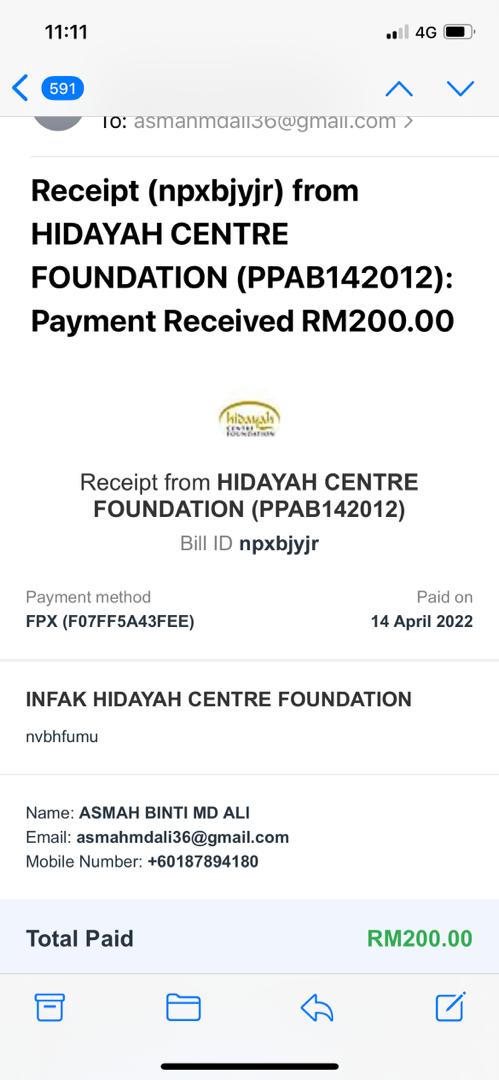 11:11
4G
591
To: asmahmdali36@gmail.com >
Receipt (npxbjyjr) from
HIDAYAH CENTRE
FOUNDATION (PPAB142012):
Payment Received RM200.00
hidayah
CENTRE
FOUNDATION
Receipt from HIDAYAH CENTRE
FOUNDATION (PPAB142012)
Bill ID npxbjyjr
Payment method
Paid on
FPX (F07FF5A43FEE)
14 April 2022
INFAK HIDAYAH CENTRE FOUNDATION
nvbhfumu
Name: ASMAH BINTI MD ALI
Email: asmahmdali36@gmail.com
Mobile Number: +60187894180
Total Paid
RM200.00